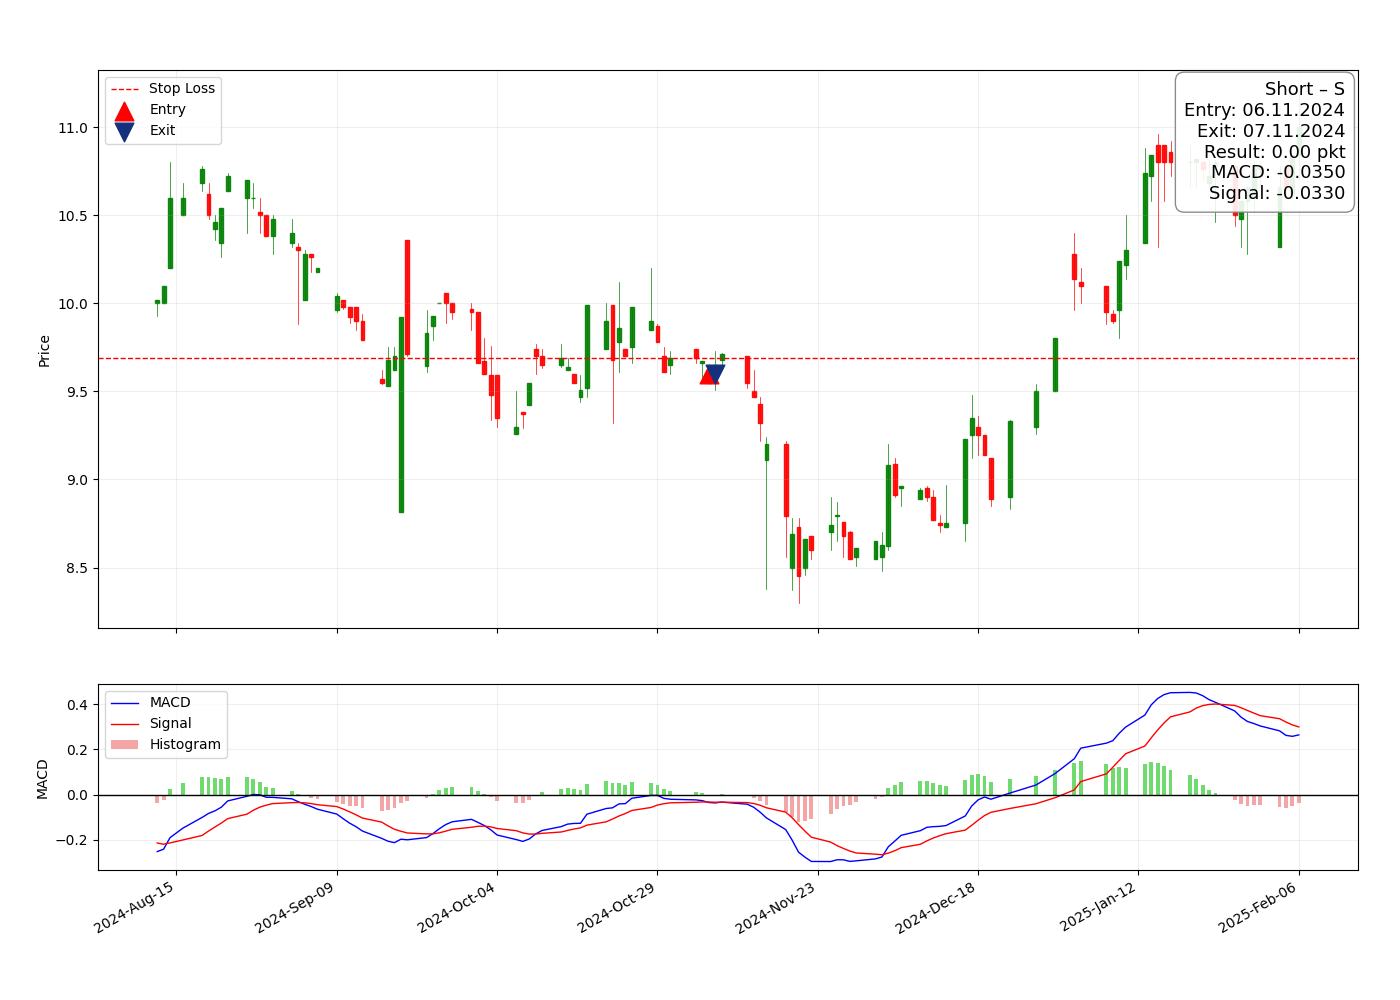 Stop Loss
Entry
Exit
Short – S
Entry: 06.11.2024
Exit: 07.11.2024
Result: 0.00 pkt
MACD: -0.0350
Signal: -0.0330
Price
11.0
10.5
10.0
9.5
9.0
8.5
MACD
Signal
Histogram
MACD
0.4
0.2
0.0
−0.2
2024-Aug-15
2024-Sep-09
2024-Oct-04
2024-Oct-29
2024-Nov-23
2024-Dec-18
2025-Jan-12
2025-Feb-06